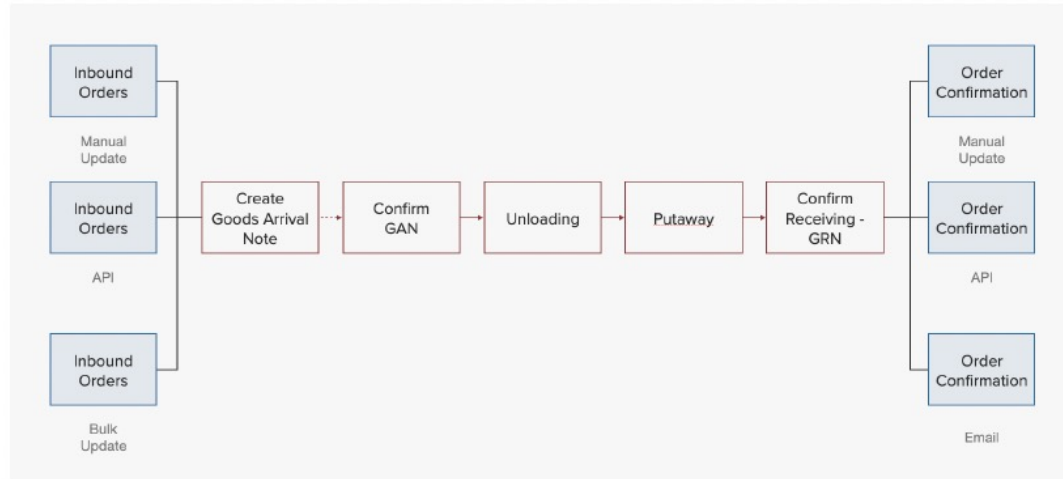 Inbound
Orders
Manual
Update
Inbound
Orders
API
Inbound
Orders
Bulk
Update
Create
Goods Arrival
Note
Confirm
GAN
Unloading
Putaway
Confirm
Receiving -
GRN
Order
Confirmation
Manual
Update
Order
Confirmation
API
Order
Confirmation
Email